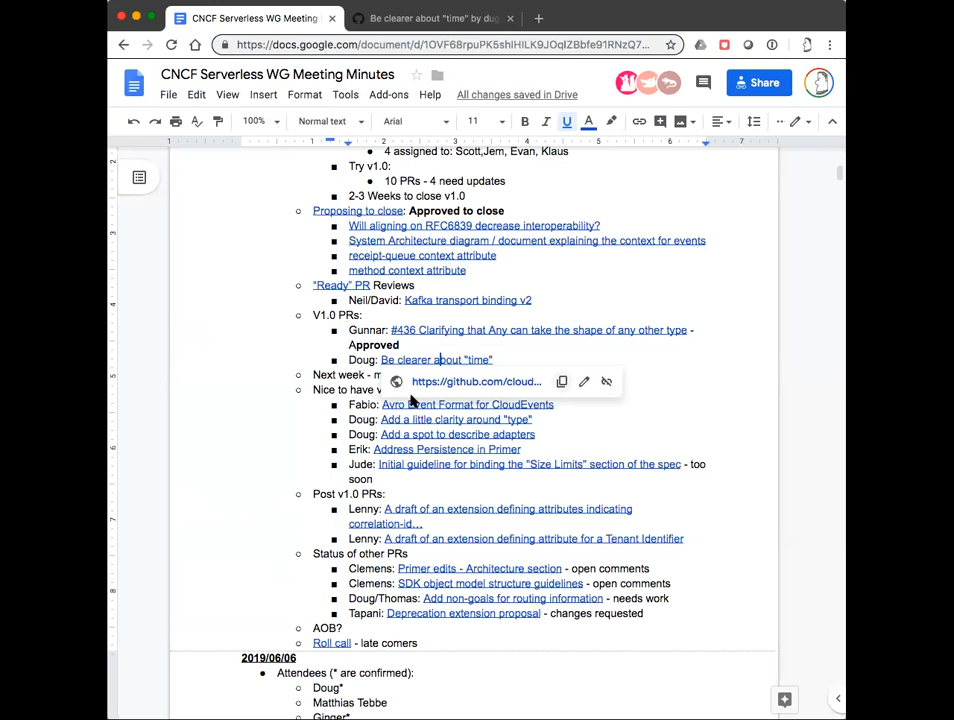 CNCF Serverless WG Meeting
Be clearer about "time" by dug
https://docs.google.com/document/d/1OVF68rpuPK5shIHILK9JOqIZBbfe91RNzQ7...
CNCF Serverless WG Meeting Minutes
File Edit View Insert Format Tools Add-ons Help All changes saved in Drive
Share
100% Normal text Arial 11 B I U A
1 1 2 3 4 5 6 7
4 assigned to: Scott,Jem, Evan, Klaus
Try v1.0:
10 PRs - 4 need updates
2-3 Weeks to close v1.0
Proposing to close: Approved to close
Will aligning on RFC6839 decrease interoperability?
System Architecture diagram / document explaining the context for events
receipt-queue context attribute
method context attribute
"Ready" PR Reviews
Neil/David: Kafka transport binding v2
V1.0 PRs:
Gunnar: #436 Clarifying that Any can take the shape of any other type -
Approved
Doug: Be clearer about "time"
Next week - m
https://github.com/cloud...
Nice to have v
Fabio: Avro Event Format for CloudEvents
Doug: Add a little clarity around "type"
Doug: Add a spot to describe adapters
Erik: Address Persistence in Primer
Jude: Initial guideline for binding the "Size Limits" section of the spec - too
soon
Post v1.0 PRs:
Lenny: A draft of an extension defining attributes indicating
correlation-id...
Lenny: A draft of an extension defining attribute for a Tenant Identifier
Status of other PRs
Clemens: Primer edits - Architecture section - open comments
Clemens: SDK object model structure guidelines - open comments
Doug/Thomas: Add non-goals for routing information - needs work
Tapani: Deprecation extension proposal - changes requested
AOB?
Roll call - late comers
2019/06/06
Attendees (* are confirmed):
Doug*
Matthias Tebbe
Ginger*